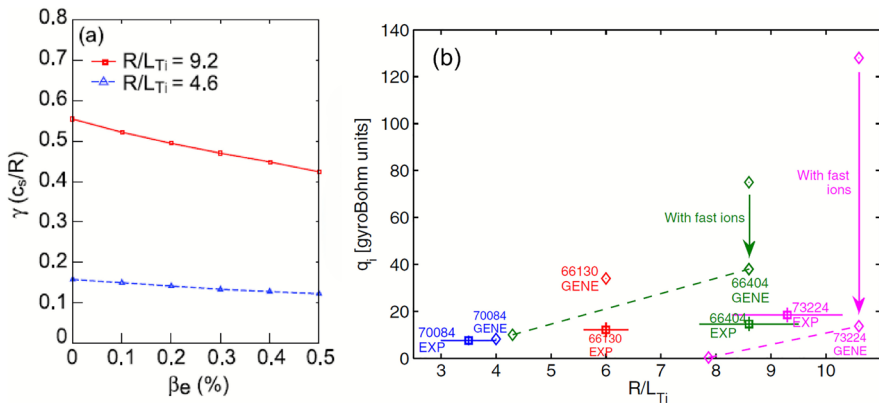 (a)
0.8
0.7
0.6
0.5
0.4
0.3
0.2
0.1
0
R/L_Ti = 9.2
R/L_Ti = 4.6
γ (c_s/R)
0
0.1
0.2
0.3
0.4
0.5
β_e (%)
(b)
140
120
100
80
60
40
20
0
q_i [gyroBohm units]
With fast
ions
With fast ions
66130
GENE
66404
GENE
70084
GENE
70084
EXP
66130
EXP
66404
EXP
73224
EXP
73224
GENE
3
4
5
6
7
8
9
10
R/L_Ti